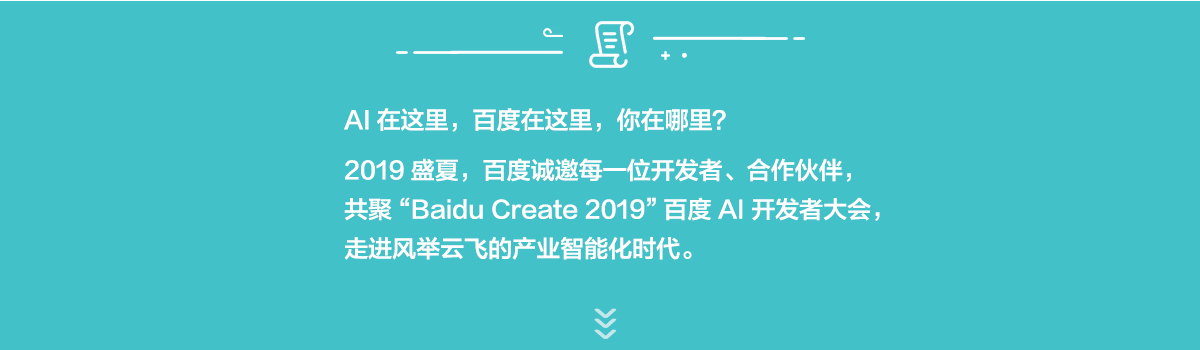 AI 在这里，百度在这里，你在哪里？
2019 盛夏，百度诚邀每一位开发者、合作伙伴，
共聚 “Baidu Create 2019” 百度 AI 开发者大会，
走进风举云飞的产业智能化时代。